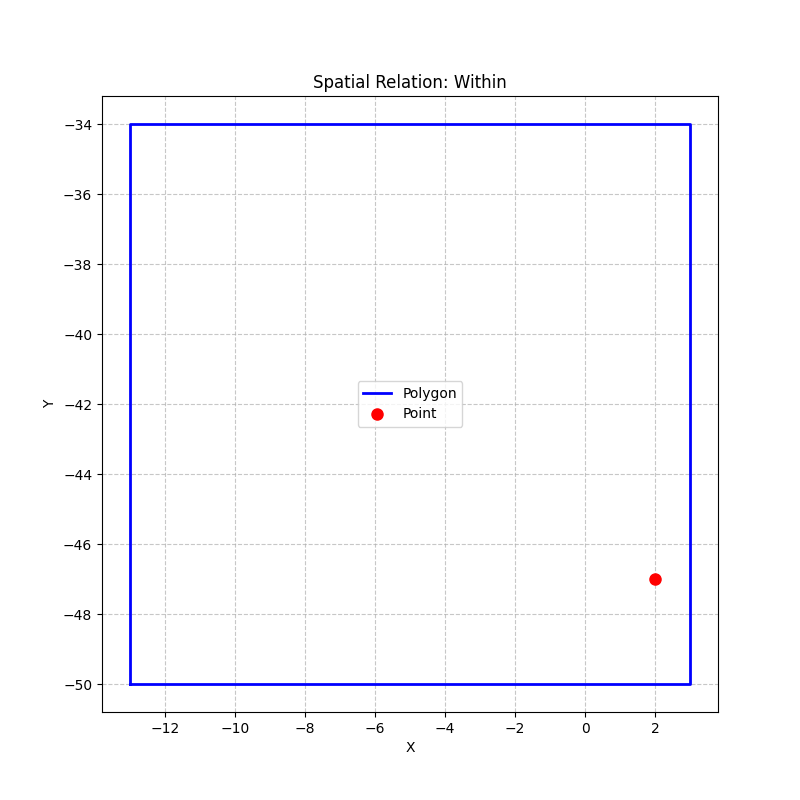 Spatial Relation: Within
Y
−34
−36
−38
−40
−42
−44
−46
−48
−50
Polygon
Point
−12 −10 −8 −6 −4 −2 0 2
X